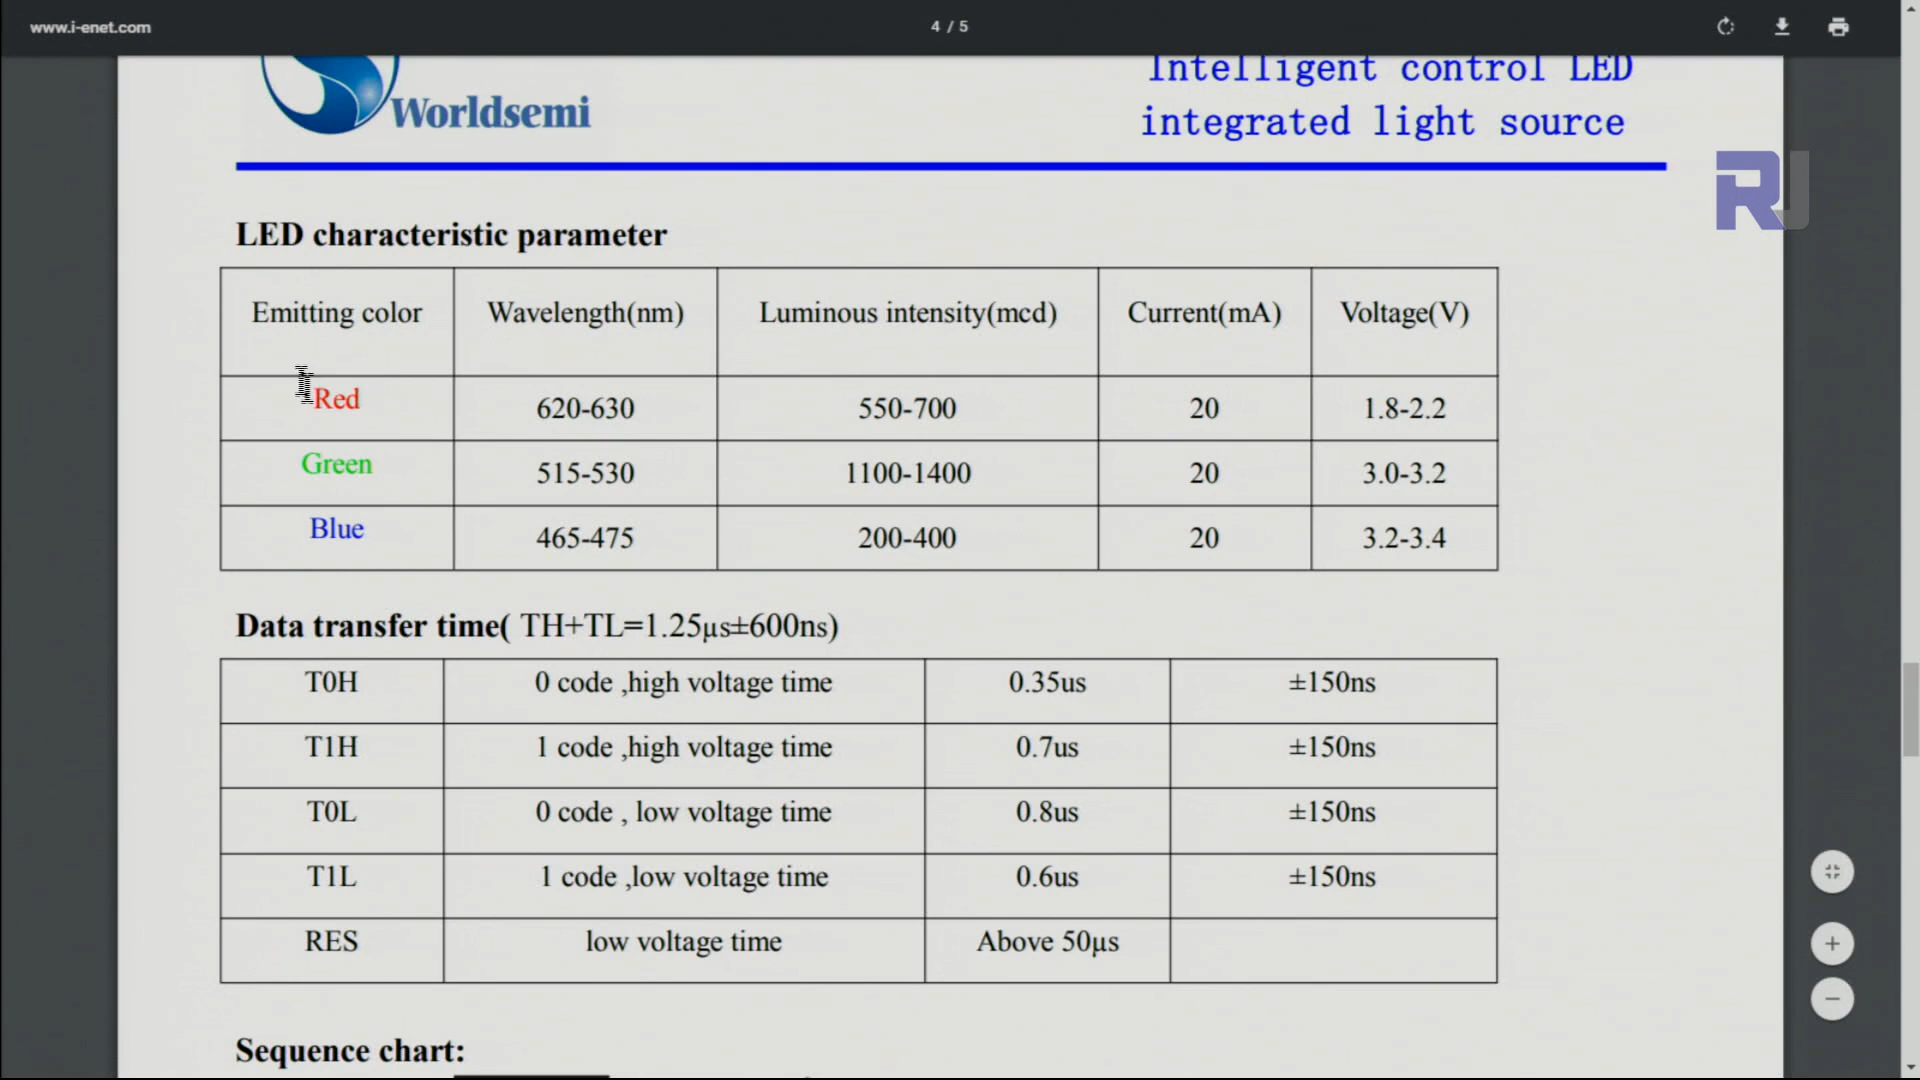 www.i-enet.com
4 / 5
Worldsemi
Intelligent control LED
integrated light source
RJ
LED characteristic parameter
Emitting color Wavelength(nm) Luminous intensity(mcd) Current(mA) Voltage(V)
Red 620-630 550-700 20 1.8-2.2
Green 515-530 1100-1400 20 3.0-3.2
Blue 465-475 200-400 20 3.2-3.4
Data transfer time( TH+TL=1.25μs±600ns)
T0H 0 code ,high voltage time 0.35us ±150ns
T1H 1 code ,high voltage time 0.7us ±150ns
T0L 0 code , low voltage time 0.8us ±150ns
T1L 1 code ,low voltage time 0.6us ±150ns
RES low voltage time Above 50μs
Sequence chart: